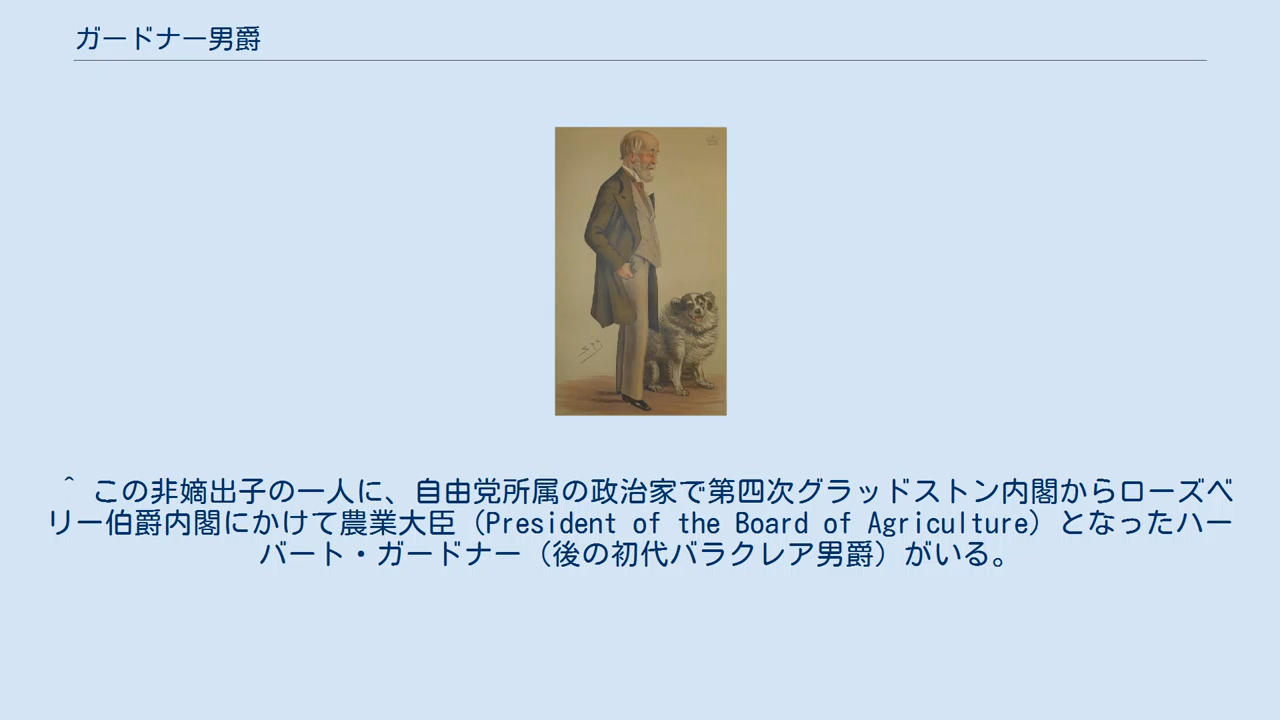 ガードナー男爵
Spy
^ この非嫡出子の一人に、自由党所属の政治家で第四次グラッドストン内閣からローズベ
リー伯爵内閣にかけて農業大臣（President of the Board of Agriculture）となったハー
バート・ガードナー（後の初代バラクレア男爵）がいる。